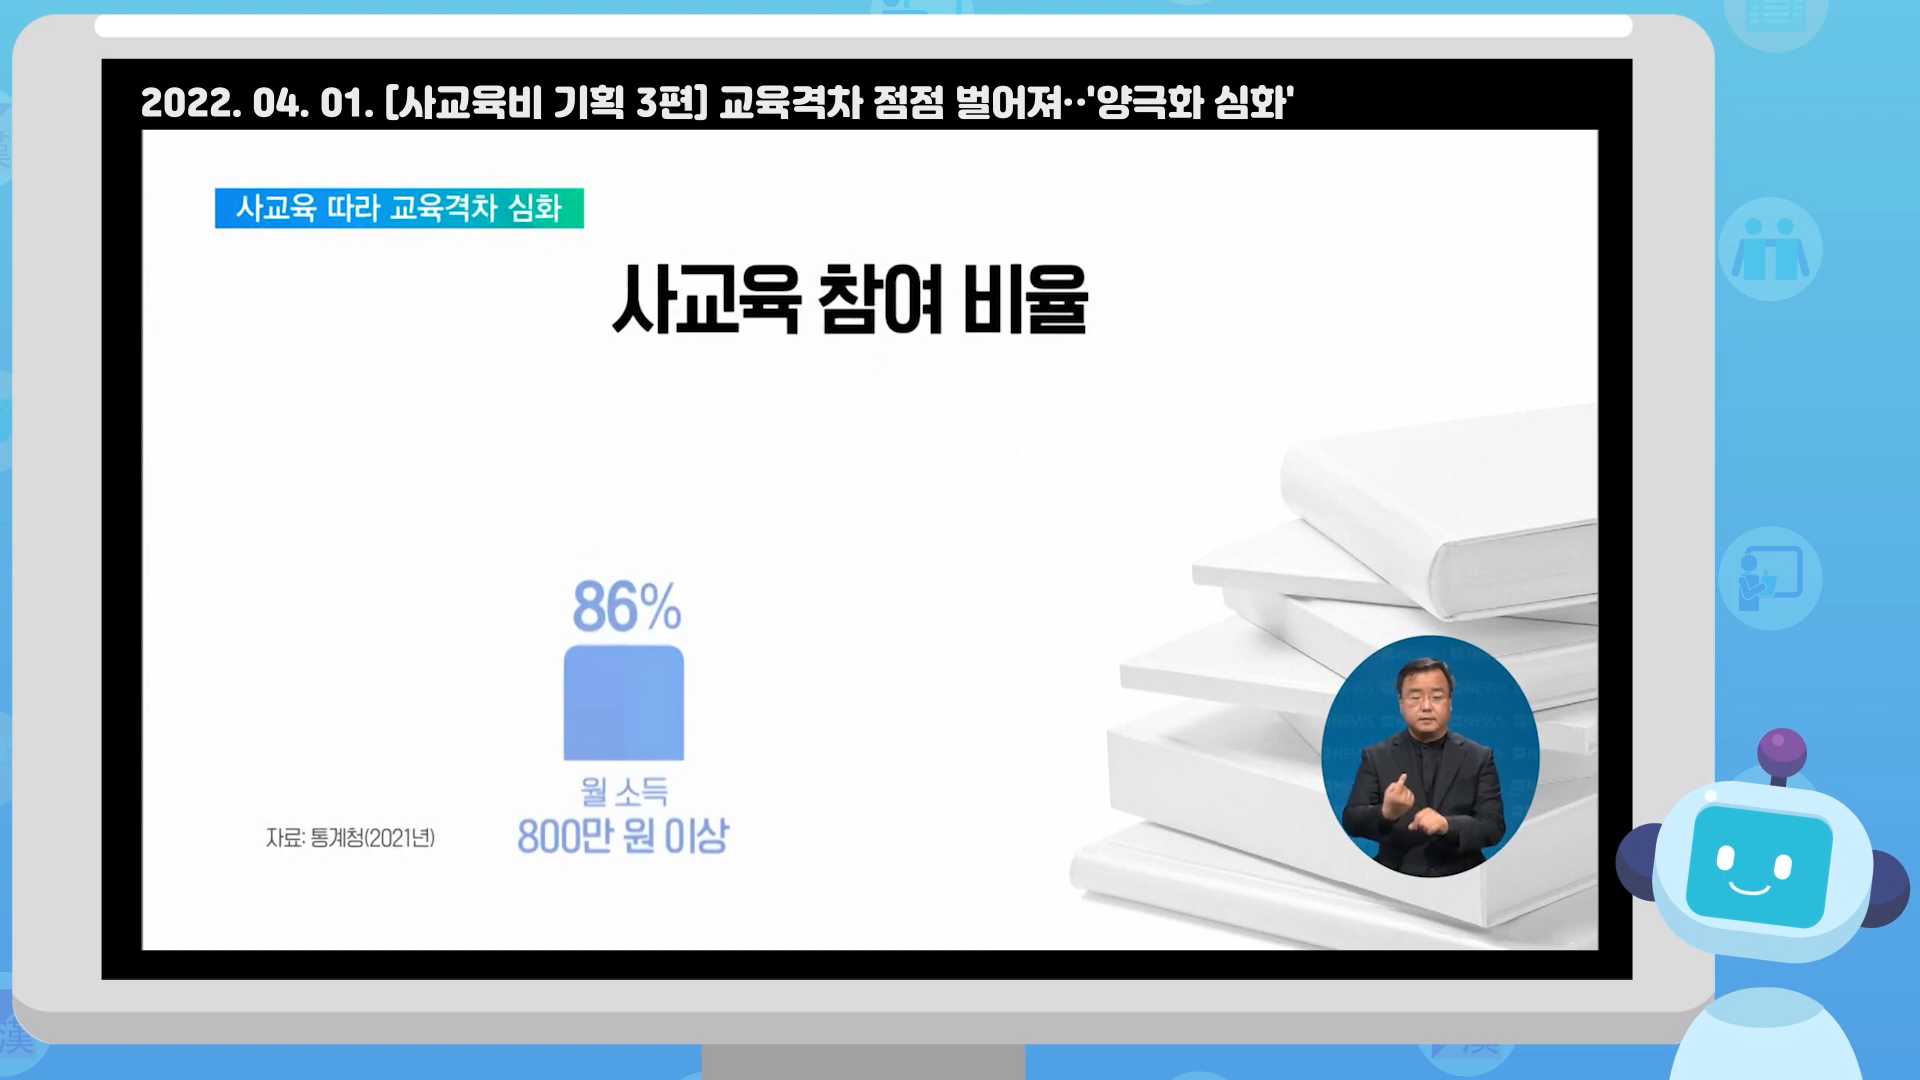 2022. 04. 01. [사교육비 기획 3편] 교육격차 점점 벌어져··'양극화 심화'
사교육 따라 교육격차 심화
사교육 참여 비율
86%
월 소득
800만 원 이상
자료: 통계청(2021년)
漢
漢